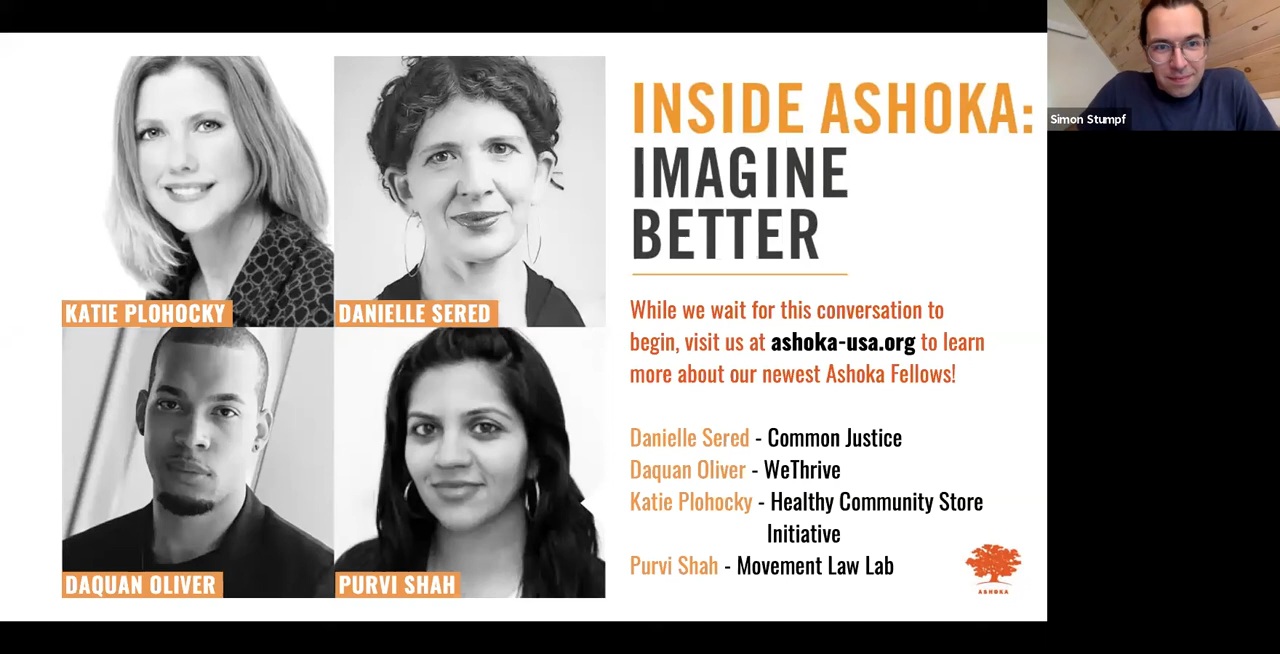 KATIE PLOHOCKY
DANIELLE SERED
DAQUAN OLIVER
PURVI SHAH
INSIDE ASHOKA:
IMAGINE
BETTER
While we wait for this conversation to
begin, visit us at ashoka-usa.org to learn
more about our newest Ashoka Fellows!
Danielle Sered - Common Justice
Daquan Oliver - WeThrive
Katie Plohocky - Healthy Community Store
Initiative
Purvi Shah - Movement Law Lab
ASHOKA
Simon Stumpf